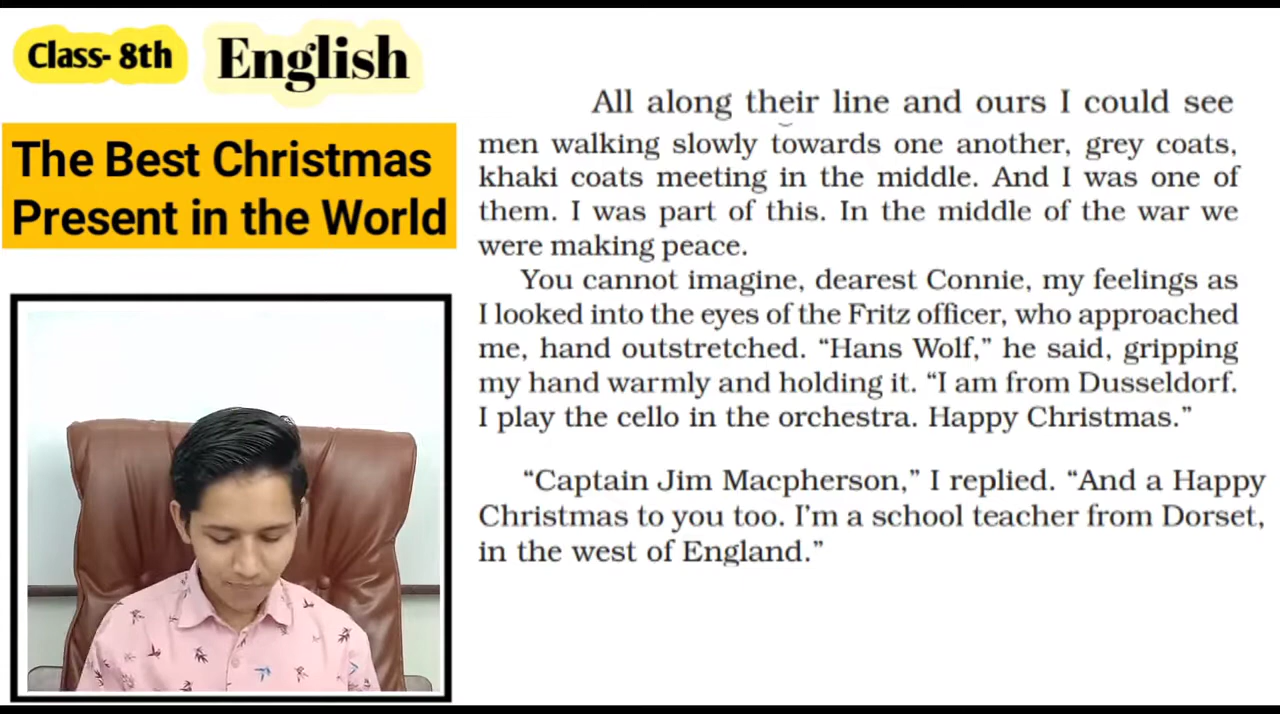 Class- 8th English
The Best Christmas
Present in the World
All along their line and ours I could see
men walking slowly towards one another, grey coats,
khaki coats meeting in the middle. And I was one of
them. I was part of this. In the middle of the war we
were making peace.
You cannot imagine, dearest Connie, my feelings as
I looked into the eyes of the Fritz officer, who approached
me, hand outstretched. “Hans Wolf,” he said, gripping
my hand warmly and holding it. “I am from Dusseldorf.
I play the cello in the orchestra. Happy Christmas.”
“Captain Jim Macpherson,” I replied. “And a Happy
Christmas to you too. I’m a school teacher from Dorset,
in the west of England.”